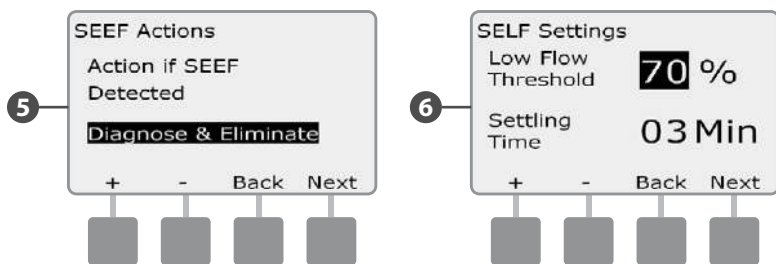 5
SEEF Actions
Action if SEEF
Detected
Diagnose & Eliminate
+ - Back Next
6
SELF Settings
Low Flow
Threshold
70 %
Settling
Time
03 Min
+ - Back Next